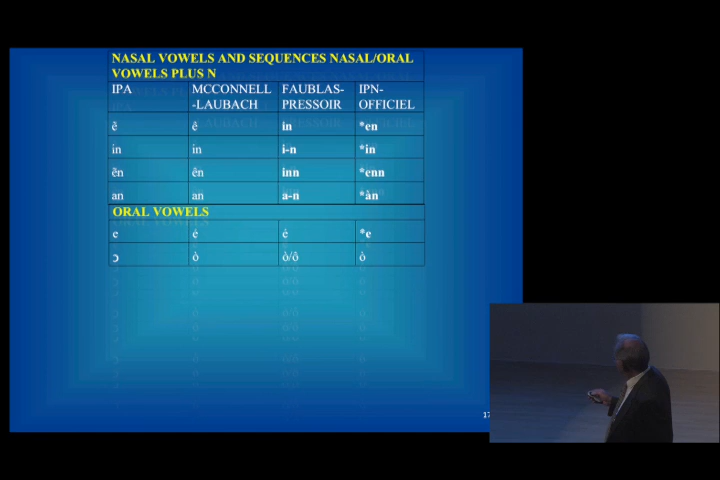 NASAL VOWELS AND SEQUENCES NASAL/ORAL
VOWELS PLUS N
IPA MCCONNELL FAUBLAS- IPN-
-LAUBACH PRESSOIR OFFICIEL
ẽ ê in *en
in in i-n *in
ẽn ên inn *enn
an an a-n *àn
ORAL VOWELS
e é é *e
ɔ ò ò/ô ò
17